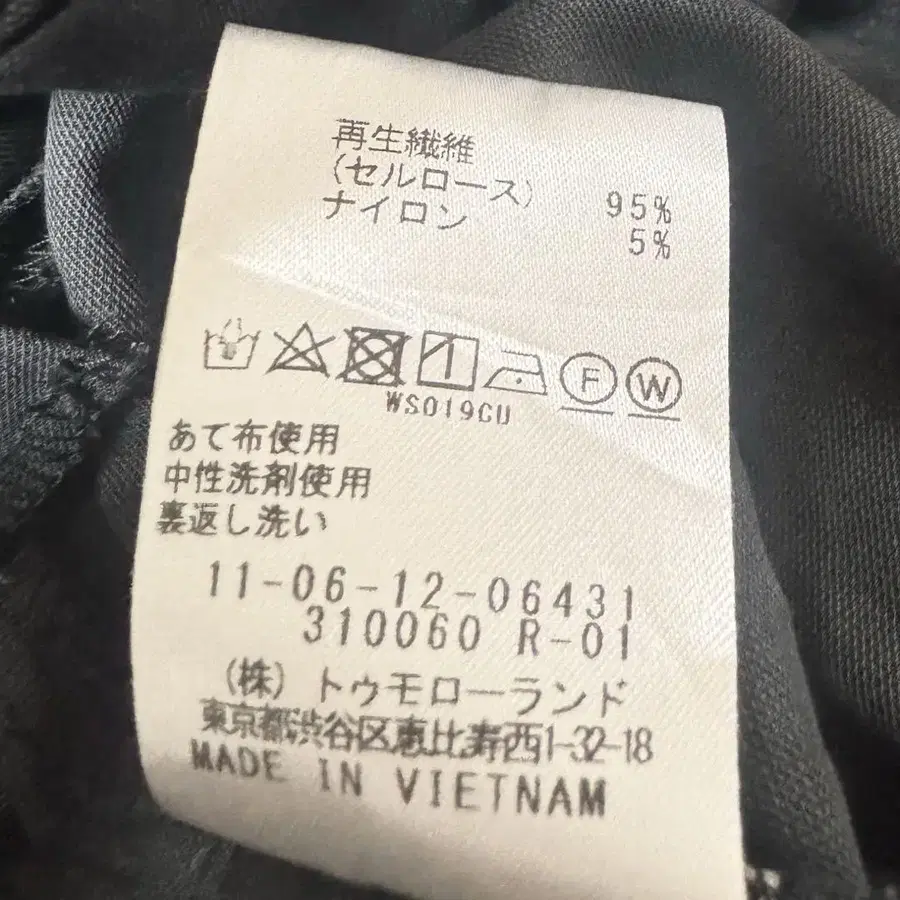 再生繊維
(セルロース) 95%
ナイロン 5%
F W
WS019CU
あて布使用
中性洗剤使用
裏返し洗い
11-06-12-06431
310060 R-01
(株) トゥモローランド
東京都渋谷区恵比寿西1-32-18
MADE IN VIETNAM